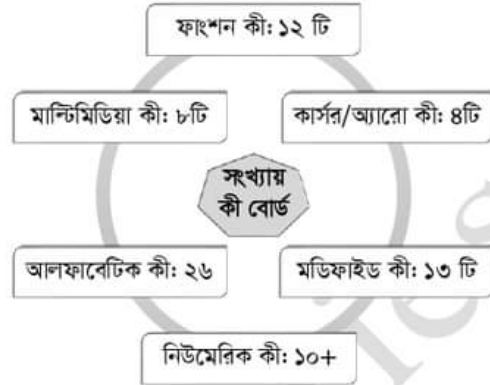 ফাংশন কী: ১২ টি
মাল্টিমিডিয়া কী: ৮টি
কার্সর/অ্যারো কী: ৪টি
সংখ্যায়
কী বোর্ড
আলফাবেটিক কী: ২৬
মডিফাইড কী: ১৩ টি
নিউমেরিক কী: ১০+